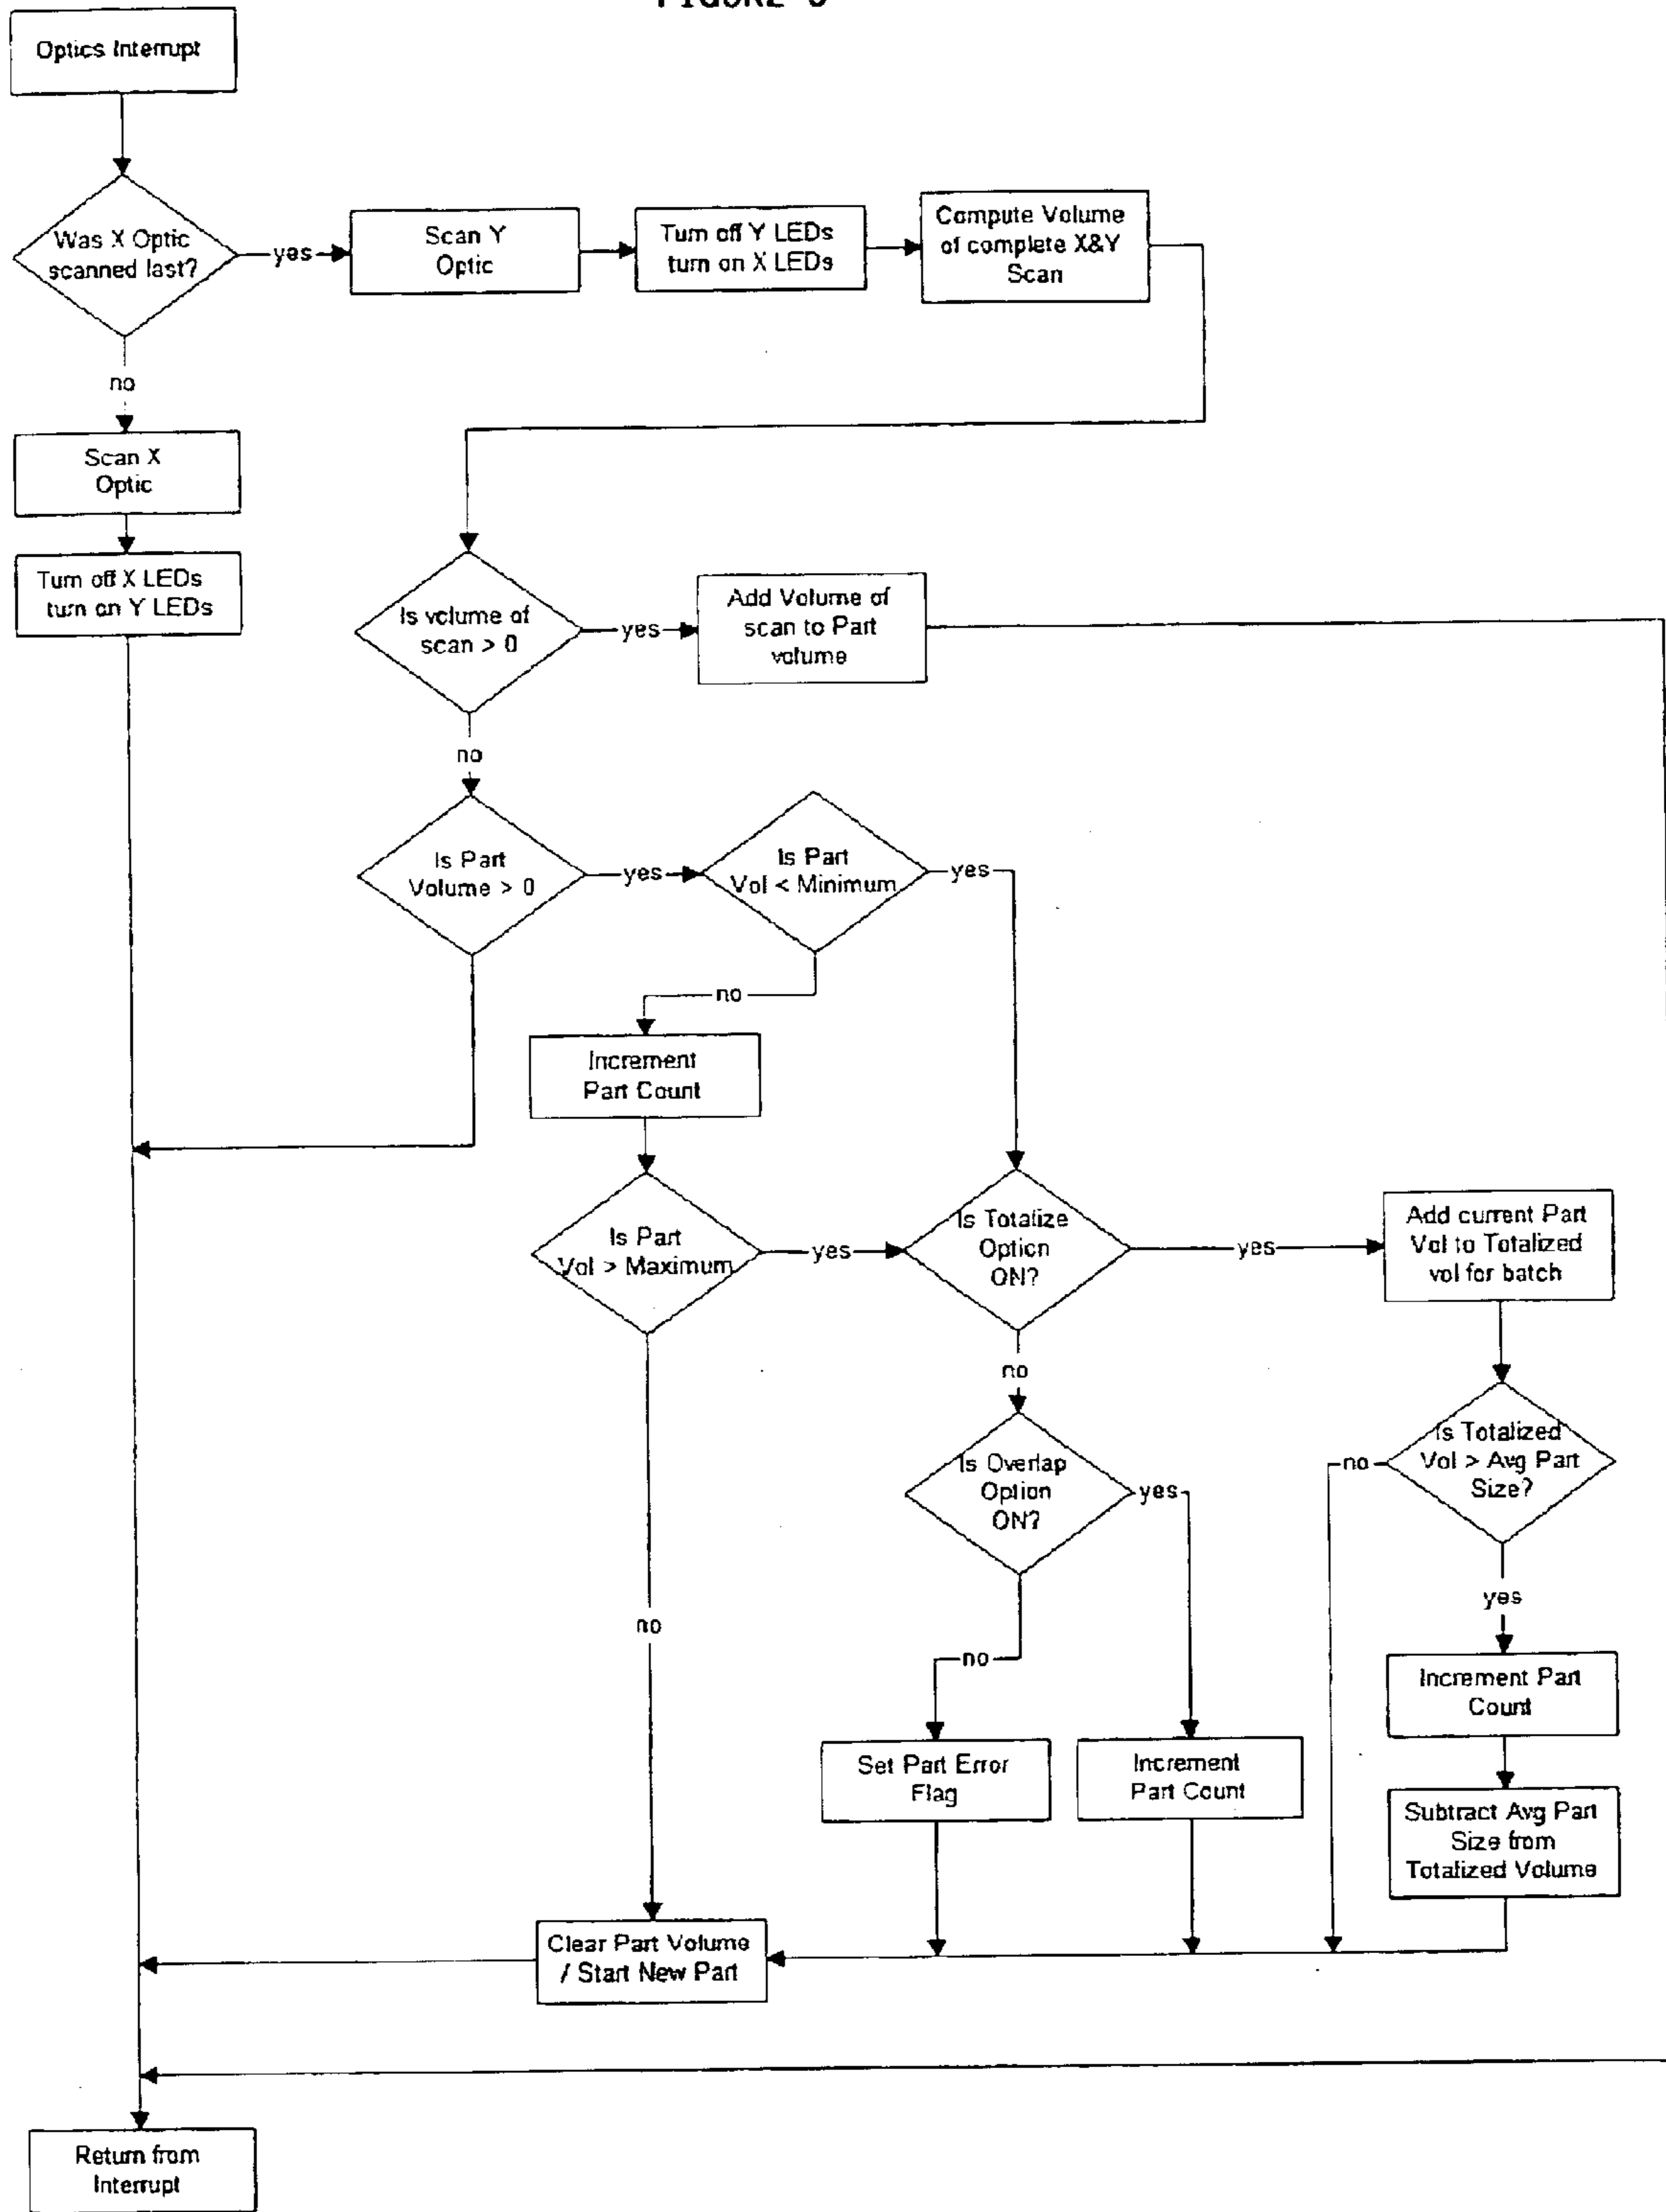 Optics Interrupt
Was X Optic
scanned last?
yes
Scan Y
Optic
Turn off Y LEDs
turn on X LEDs
Compute Volume
of complete X&Y
Scan
no
Scan X
Optic
Turn off X LEDs
turn on Y LEDs
Is volume of
scan > 0
yes
Add Volume of
scan to Part
volume
no
Is Part
Volume > 0
yes
Is Part
Vol < Minimum
yes
no
Increment
Part Count
Is Part
Vol > Maximum
yes
Is Totalize
Option
ON?
yes
Add current Part
Vol to Totalized
vol for batch
no
Is Overlap
Option
ON?
yes
no
Is Totalized
Vol > Avg Part
Size?
yes
no
no
Increment Part
Count
Set Part Error
Flag
Increment
Part Count
Subtract Avg Part
Size from
Totalized Volume
Clear Part Volume
/ Start New Part
Return from
Interrupt